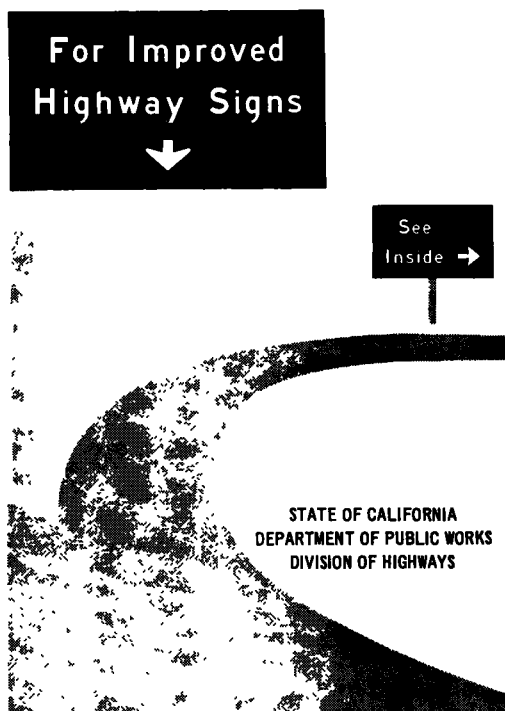 For Improved
Highway Signs
See
Inside
STATE OF CALIFORNIA
DEPARTMENT OF PUBLIC WORKS
DIVISION OF HIGHWAYS